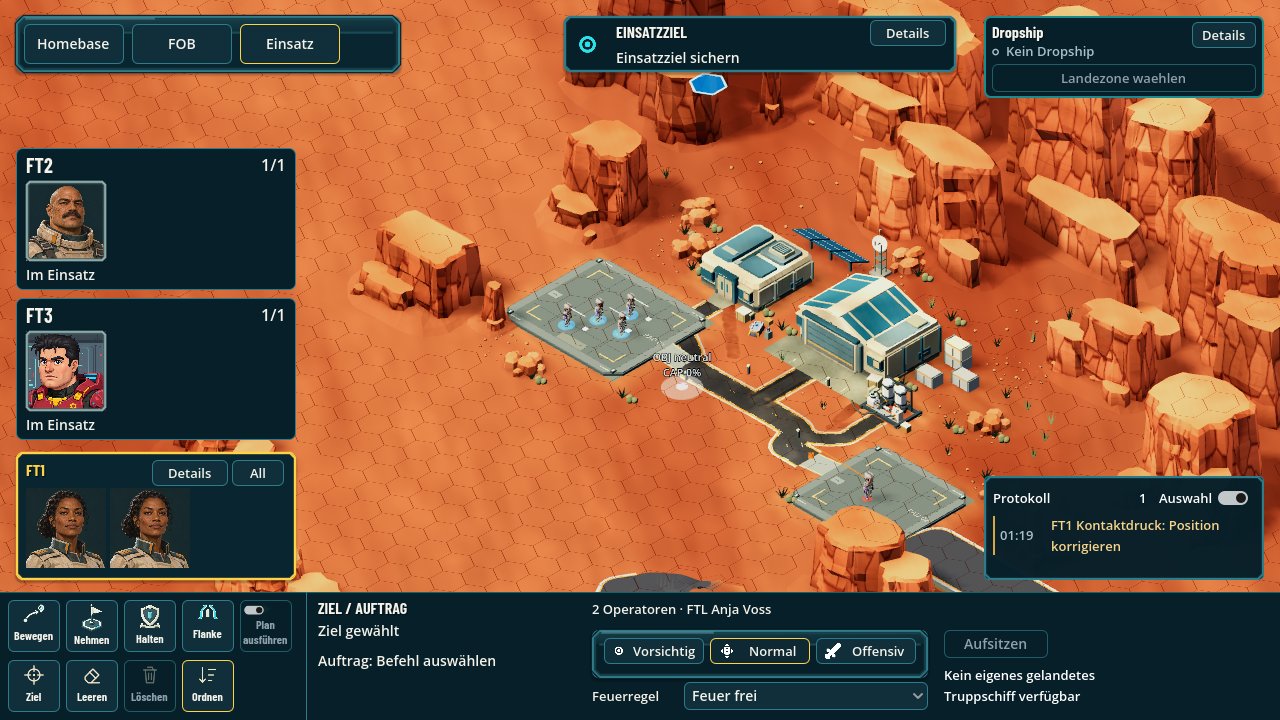 Homebase
FOB
Einsatz
EINSATZZIEL
Einsatzziel sichern
Details
Dropship
Details
Kein Dropship
Landezone waehlen
FT2
1/1
Im Einsatz
FT3
1/1
Im Einsatz
FT1
Details
All
OBJ neutral
CAP 0%
Protokoll
1
Auswahl
01:19
FT1 Kontaktdruck: Position
korrigieren
Bewegen
Nehmen
Halten
Flanke
Plan
ausführen
Ziel
Leeren
Löschen
Ordnen
ZIEL / AUFTRAG
Ziel gewählt
Auftrag: Befehl auswählen
2 Operatoren · FTL Anja Voss
Vorsichtig
Normal
Offensiv
Feuerregel
Feuer frei
Aufsitzen
Kein eigenes gelandetes
Truppschiff verfügbar